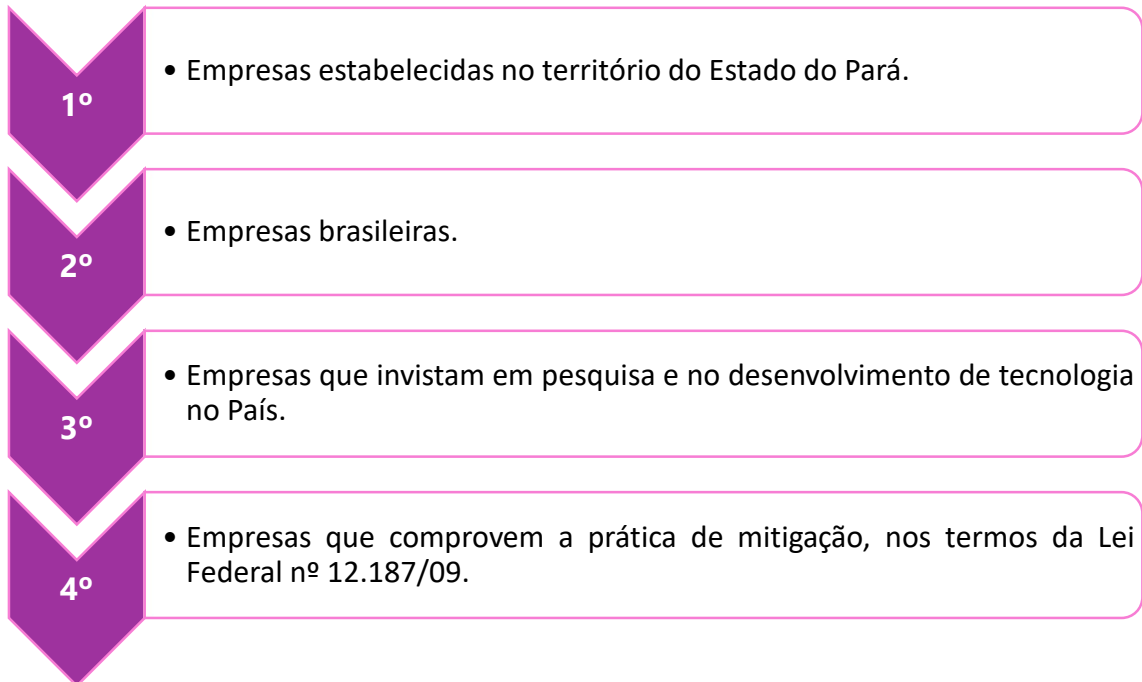 1º
• Empresas estabelecidas no território do Estado do Pará.
2º
• Empresas brasileiras.
3º
• Empresas que invistam em pesquisa e no desenvolvimento de tecnologia
no País.
4º
• Empresas que comprovem a prática de mitigação, nos termos da Lei
Federal nº 12.187/09.